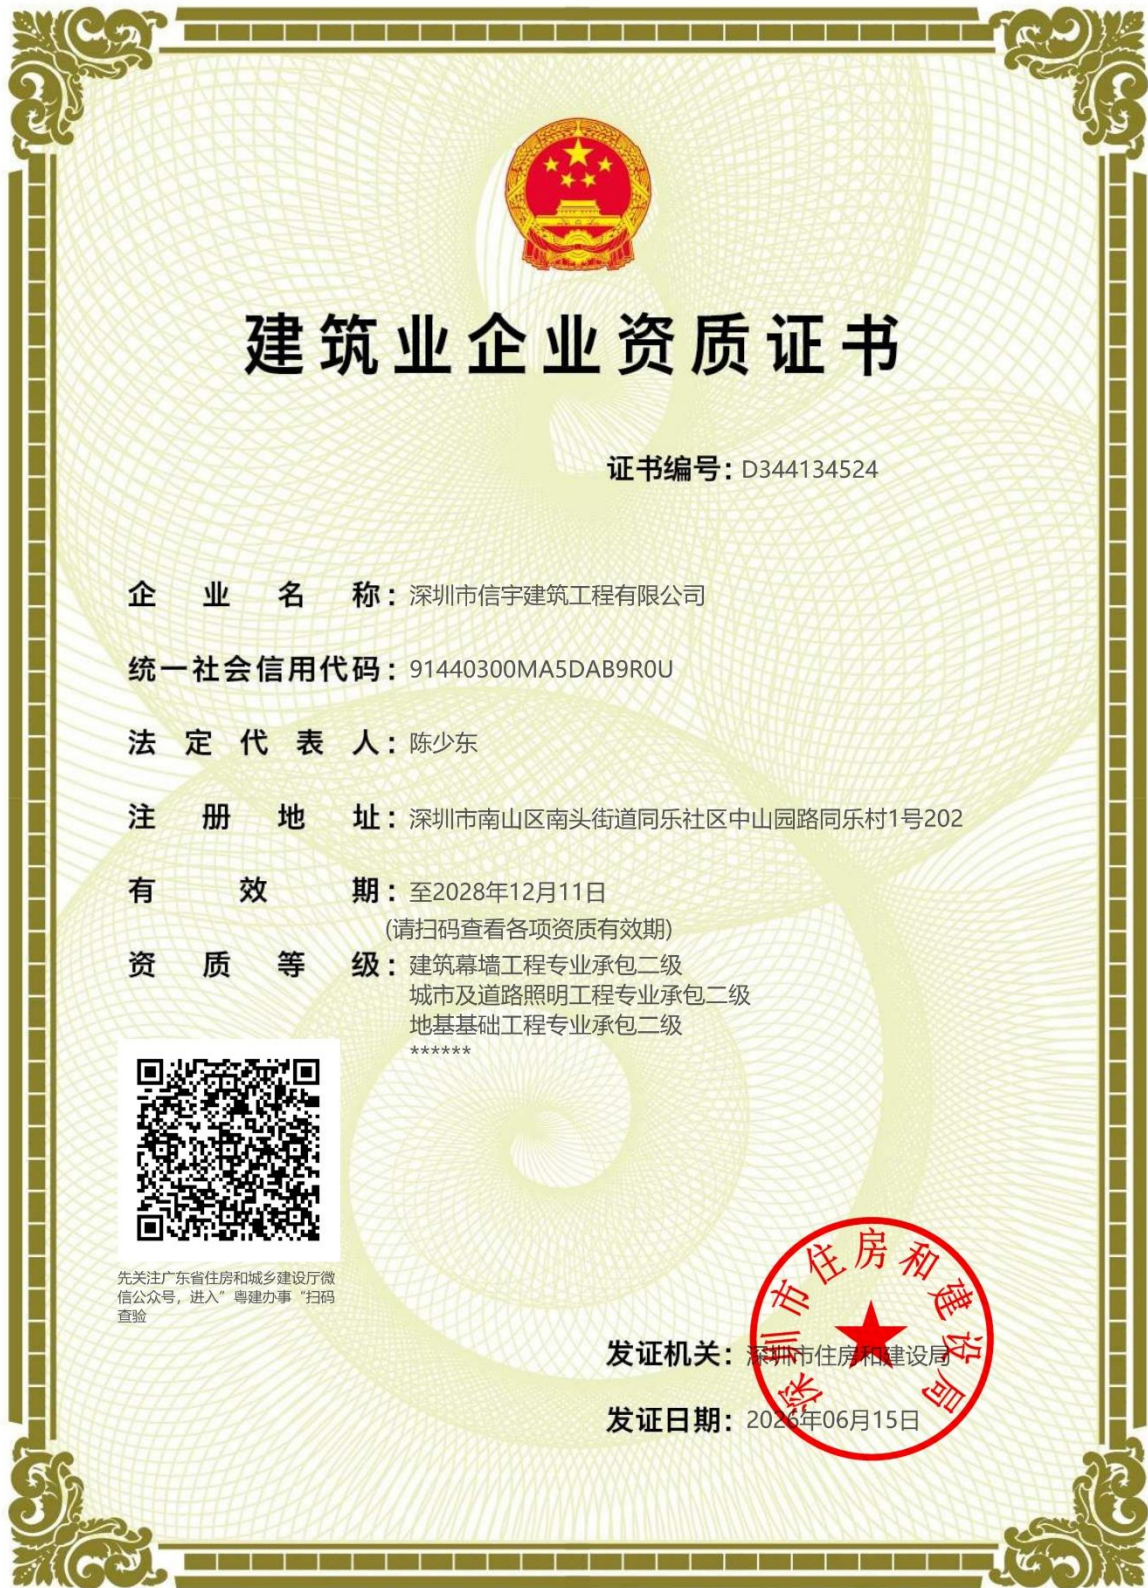 建筑业企业资质证书
证书编号：D344134524
企业名称：深圳市信宇建筑工程有限公司
统一社会信用代码：91440300MA5DAB9R0U
法定代表人：陈少东
注册地址：深圳市南山区南头街道同乐社区中山园路同乐村1号202
有效期：至2028年12月11日
(请扫码查看各项资质有效期)
资质等级：建筑幕墙工程专业承包二级
城市及道路照明工程专业承包二级
地基基础工程专业承包二级
******
先关注广东省住房和城乡建设厅微
信公众号，进入”粤建办事“扫码
查验
深圳市住房和建设局
发证机关：深圳市住房和建设局
发证日期：2026年06月15日